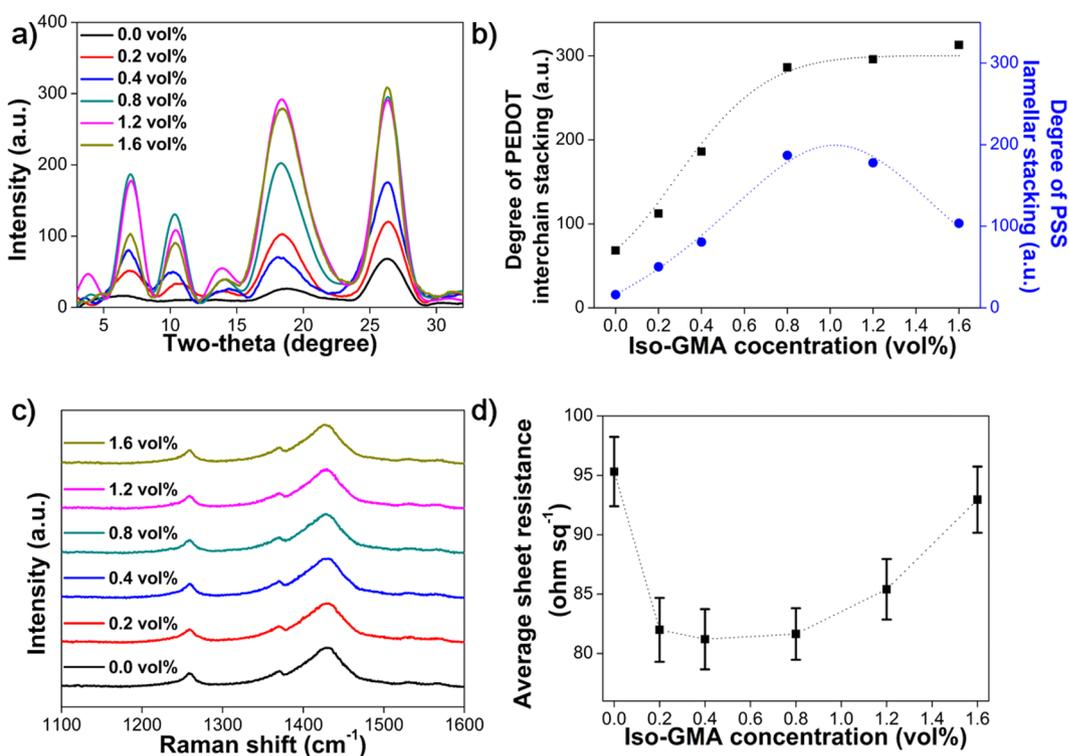 a)
400
300
200
100
0
Intensity (a.u.)
0.0 vol%
0.2 vol%
0.4 vol%
0.8 vol%
1.2 vol%
1.6 vol%
5 10 15 20 25 30
Two-theta (degree)
b)
Degree of PEDOT
interchain stacking (a.u.)
300
200
100
0
300
200
100
0
Degree of PSS
lamellar stacking (a.u.)
0.0 0.2 0.4 0.6 0.8 1.0 1.2 1.4 1.6
Iso-GMA cocentration (vol%)
c)
Intensity (a.u.)
1.6 vol%
1.2 vol%
0.8 vol%
0.4 vol%
0.2 vol%
0.0 vol%
1100 1200 1300 1400 1500 1600
Raman shift (cm⁻¹)
d)
Average sheet resistance
(ohm sq⁻¹)
100
95
90
85
80
0.0 0.2 0.4 0.6 0.8 1.0 1.2 1.4 1.6
Iso-GMA concentration (vol%)